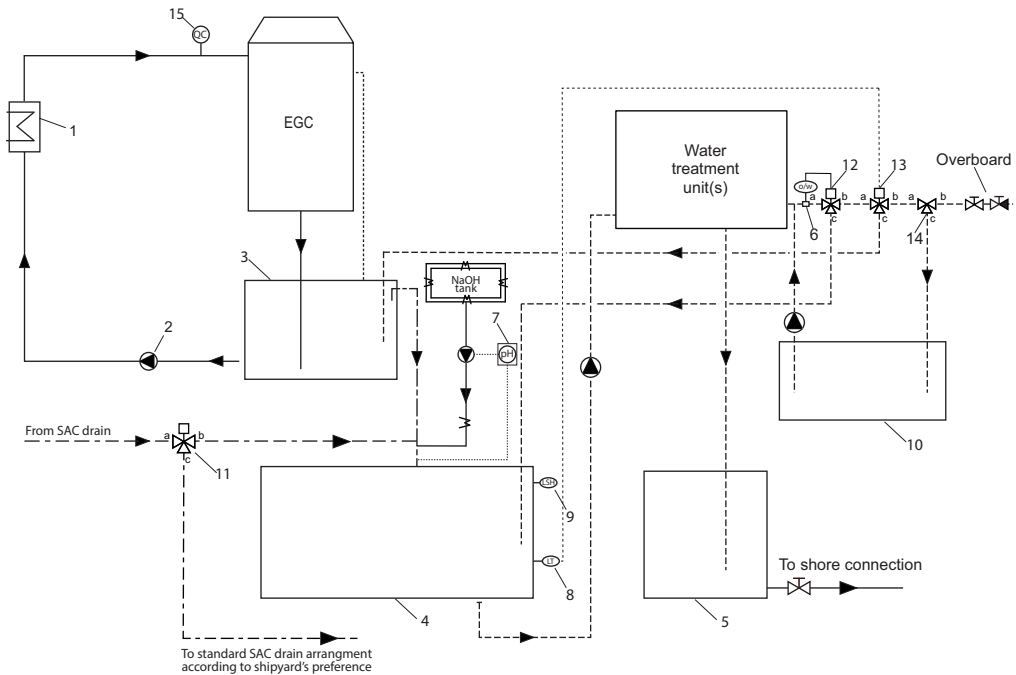 15
QC
EGC
1
Water
treatment
unit(s)
Overboard
12
13
o/w
a
b
c
a
b
c
a
b
c
6
14
3
NaOH
tank
7
pH
2
From SAC drain
a
b
c
11
10
LSH
9
LT
8
4
5
To shore connection
To standard SAC drain arrangment
according to shipyard's preference